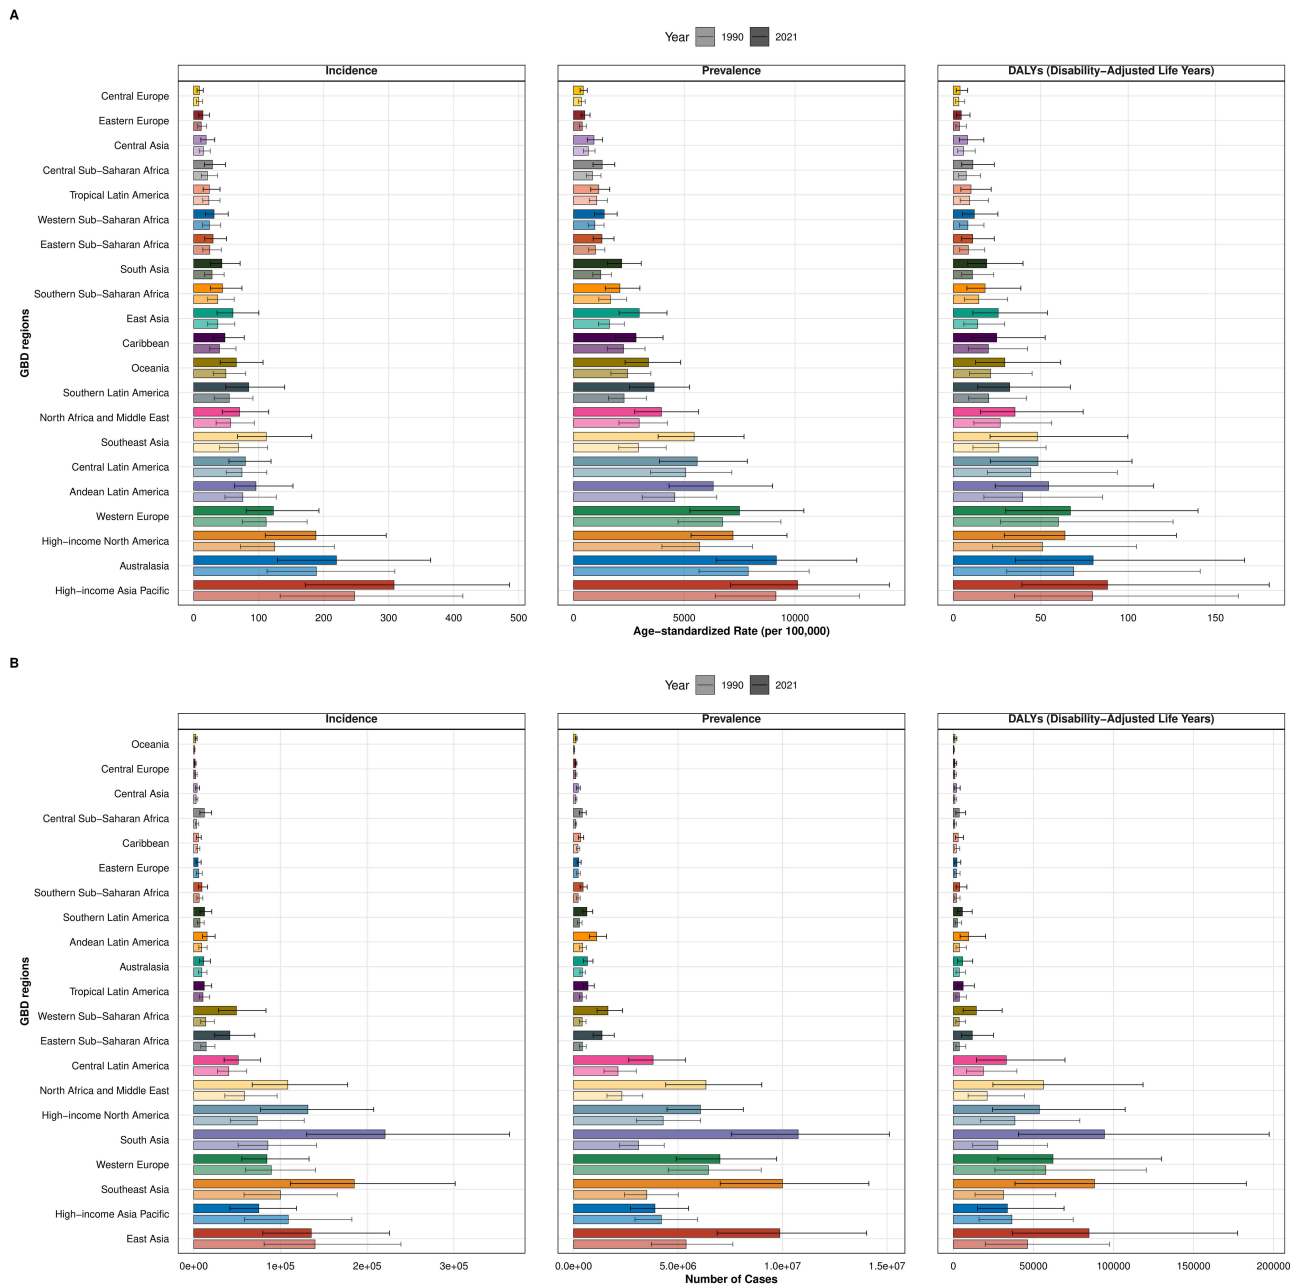 A
Year 1990 2021
Incidence Prevalence DALYs (Disability−Adjusted Life Years)
GBD regions
Central Europe
Eastern Europe
Central Asia
Central Sub−Saharan Africa
Tropical Latin America
Western Sub−Saharan Africa
Eastern Sub−Saharan Africa
South Asia
Southern Sub−Saharan Africa
East Asia
Caribbean
Oceania
Southern Latin America
North Africa and Middle East
Southeast Asia
Central Latin America
Andean Latin America
Western Europe
High−income North America
Australasia
High−income Asia Pacific
0 100 200 300 400 500 0 5000 10000 0 50 100 150
Age−standardized Rate (per 100,000)
B
Year 1990 2021
Incidence Prevalence DALYs (Disability−Adjusted Life Years)
GBD regions
Oceania
Central Europe
Central Asia
Central Sub−Saharan Africa
Caribbean
Eastern Europe
Southern Sub−Saharan Africa
Southern Latin America
Andean Latin America
Australasia
Tropical Latin America
Western Sub−Saharan Africa
Eastern Sub−Saharan Africa
Central Latin America
North Africa and Middle East
High−income North America
South Asia
Western Europe
Southeast Asia
High−income Asia Pacific
East Asia
0e+00 1e+05 2e+05 3e+05 0.0e+00 5.0e+06 1.0e+07 1.5e+07 0 50000 100000 150000 200000
Number of Cases